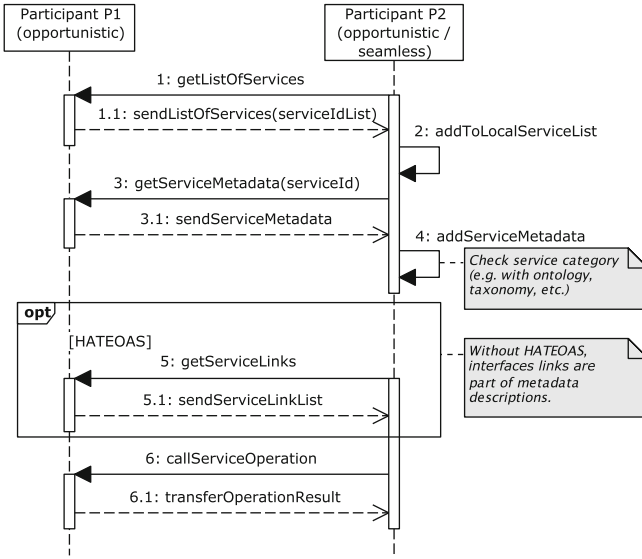 Participant P1
(opportunistic)
Participant P2
(opportunistic /
seamless)
1: getListOfServices
1.1: sendListOfServices(serviceIdList)
2: addToLocalServiceList
3: getServiceMetadata(serviceId)
3.1: sendServiceMetadata
4: addServiceMetadata
Check service category
(e.g. with ontology,
taxonomy, etc.)
opt
[HATEOAS]
5: getServiceLinks
Without HATEOAS,
interfaces links are
part of metadata
descriptions.
5.1: sendServiceLinkList
6: callServiceOperation
6.1: transferOperationResult